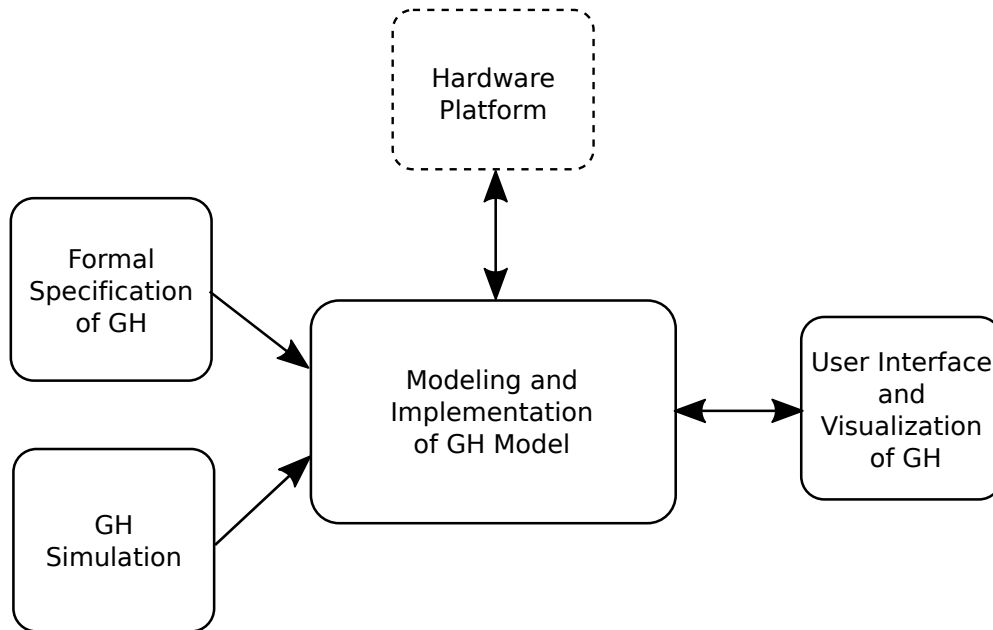 Hardware
Platform
Formal
Specification
of GH
Modeling and
Implementation
of GH Model
User Interface
and
Visualization
of GH
GH
Simulation